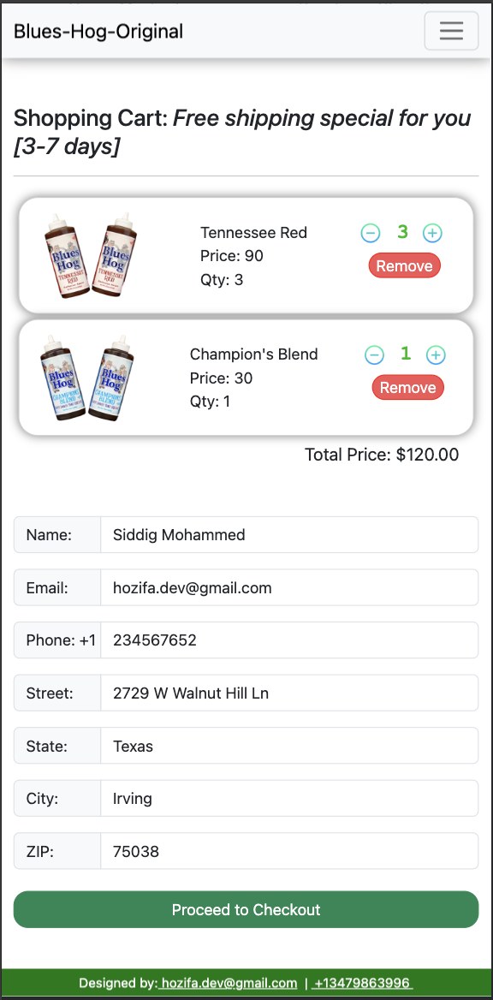 Blues-Hog-Original
Shopping Cart: Free shipping special for you
[3-7 days]
Blues
Hog
TENNESSEE
RED
Blues
Hog
TENNESSEE
RED
Tennessee Red
Price: 90
Qty: 3
3
Remove
Blues
Hog
CHAMPIONS'
BLEND
Blues
Hog
CHAMPIONS'
BLEND
Champion's Blend
Price: 30
Qty: 1
1
Remove
Total Price: $120.00
Name: Siddig Mohammed
Email: hozifa.dev@gmail.com
Phone: +1 234567652
Street: 2729 W Walnut Hill Ln
State: Texas
City: Irving
ZIP: 75038
Proceed to Checkout
Designed by: hozifa.dev@gmail.com | +13479863996